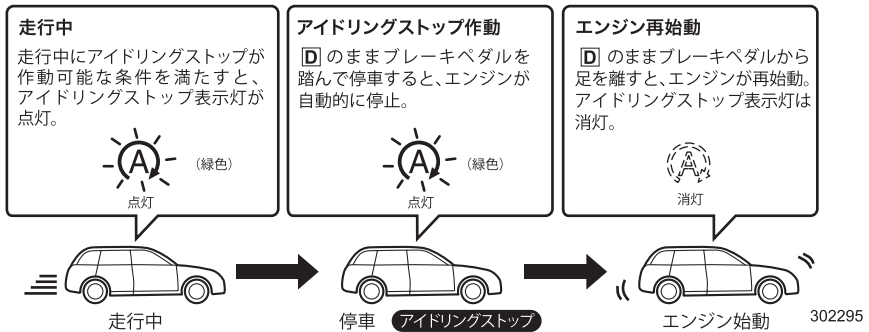 走行中
走行中にアイドリングストップが
作動可能な条件を満たすと、
アイドリングストップ表示灯が
点灯。
A
（緑色）
点灯
アイドリングストップ作動
D のままブレーキペダルを
踏んで停車すると、エンジンが
自動的に停止。
A
（緑色）
点灯
エンジン再始動
D のままブレーキペダルから
足を離すと、エンジンが再始動。
アイドリングストップ表示灯は
消灯。
A
消灯
走行中
停車 アイドリングストップ
エンジン始動
302295